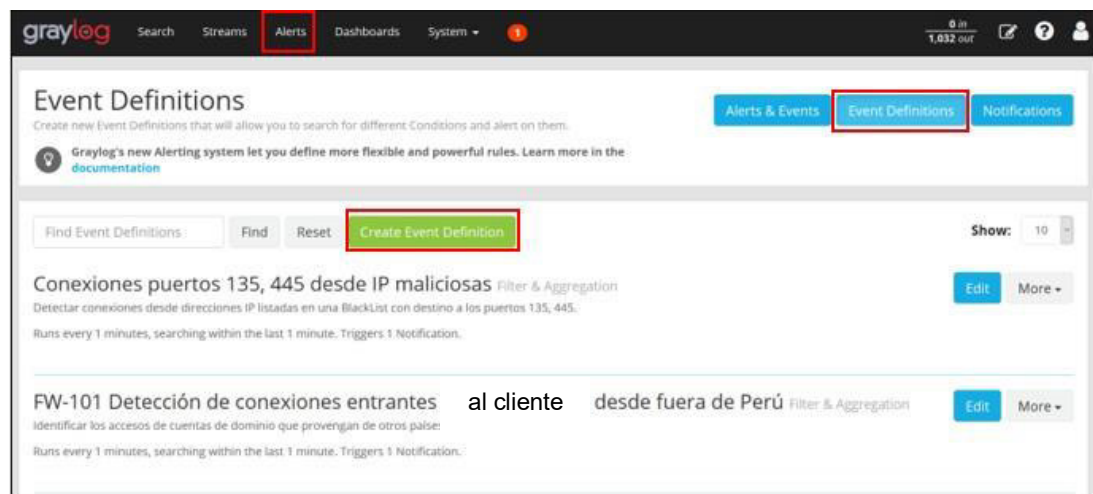 graylog Search Streams Alerts Dashboards System 1 0 in
1,032 out
Event Definitions
Alerts & Events Event Definitions Notifications
Create new Event Definitions that will allow you to search for different Conditions and alert on them.
Graylog's new Alerting system let you define more flexible and powerful rules. Learn more in the
documentation
Find Event Definitions Find Reset Create Event Definition Show: 10
Conexiones puertos 135, 445 desde IP maliciosas Filter & Aggregation
Edit More
Detectar conexiones desde direcciones IP listadas en una BlackList con destino a los puertos 135, 445.
Runs every 1 minutes, searching within the last 1 minute. Triggers 1 Notification.
FW-101 Detección de conexiones entrantes al cliente desde fuera de Perú Filter & Aggregation
Edit More
Identificar los accesos de cuentas de dominio que provengan de otros países
Runs every 1 minutes, searching within the last 1 minute. Triggers 1 Notification.